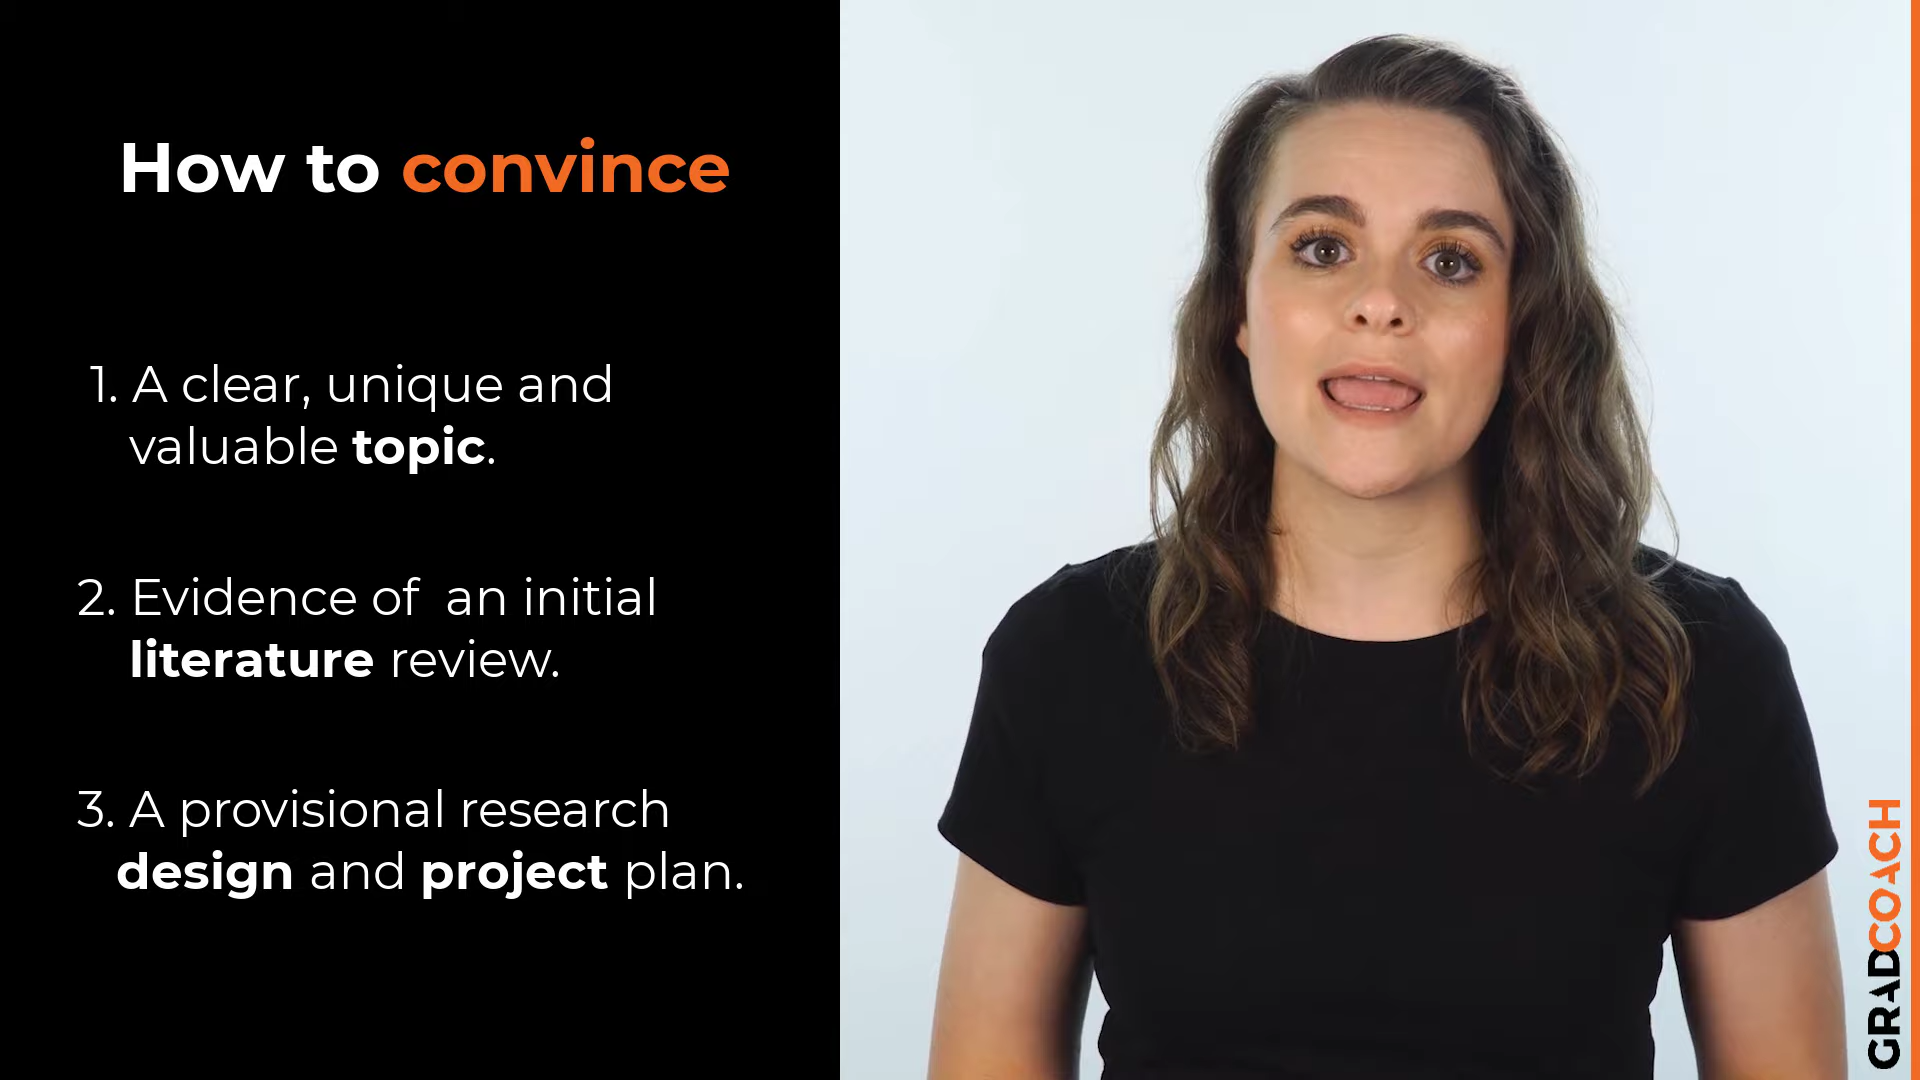 How to convince
1. A clear, unique and
valuable topic.
2. Evidence of  an initial
literature review.
3. A provisional research
design and project plan.
GRADCOACH